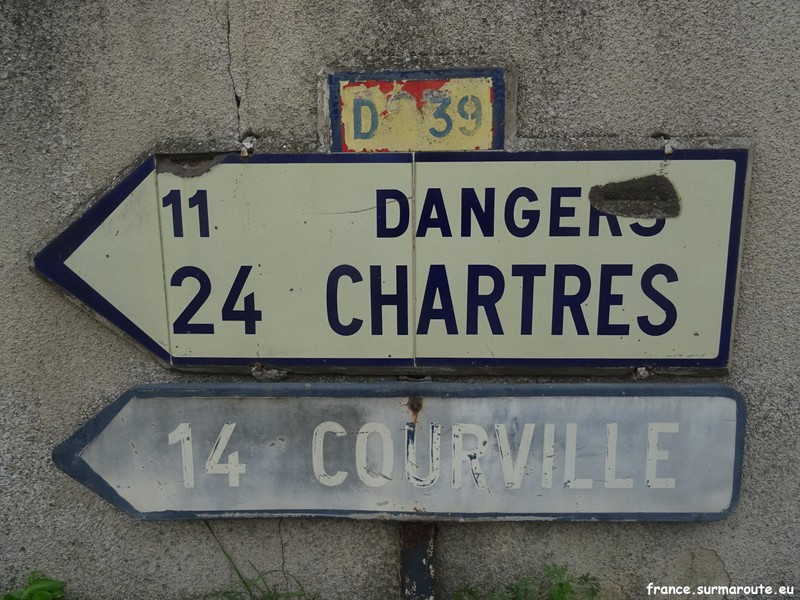 D 39
11 DANGERS
24 CHARTRES
14 COURVILLE
france.surmaroute.eu